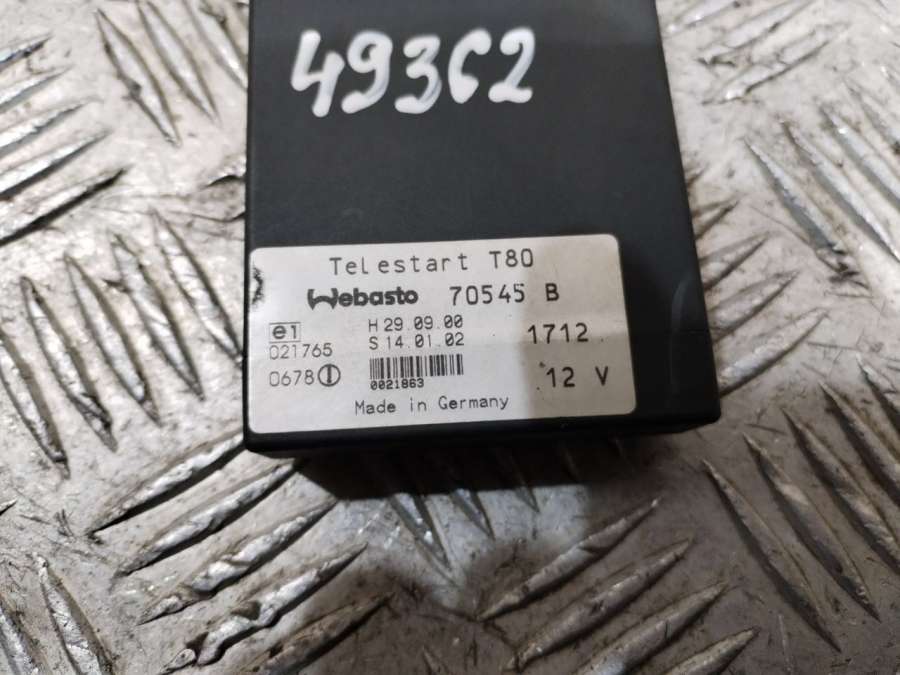 49362
Telestart T80
Webasto 70545 B
e1 H 29.09.00
021765 S 14.01.02 1712
0678 0021863 12 V
Made in Germany